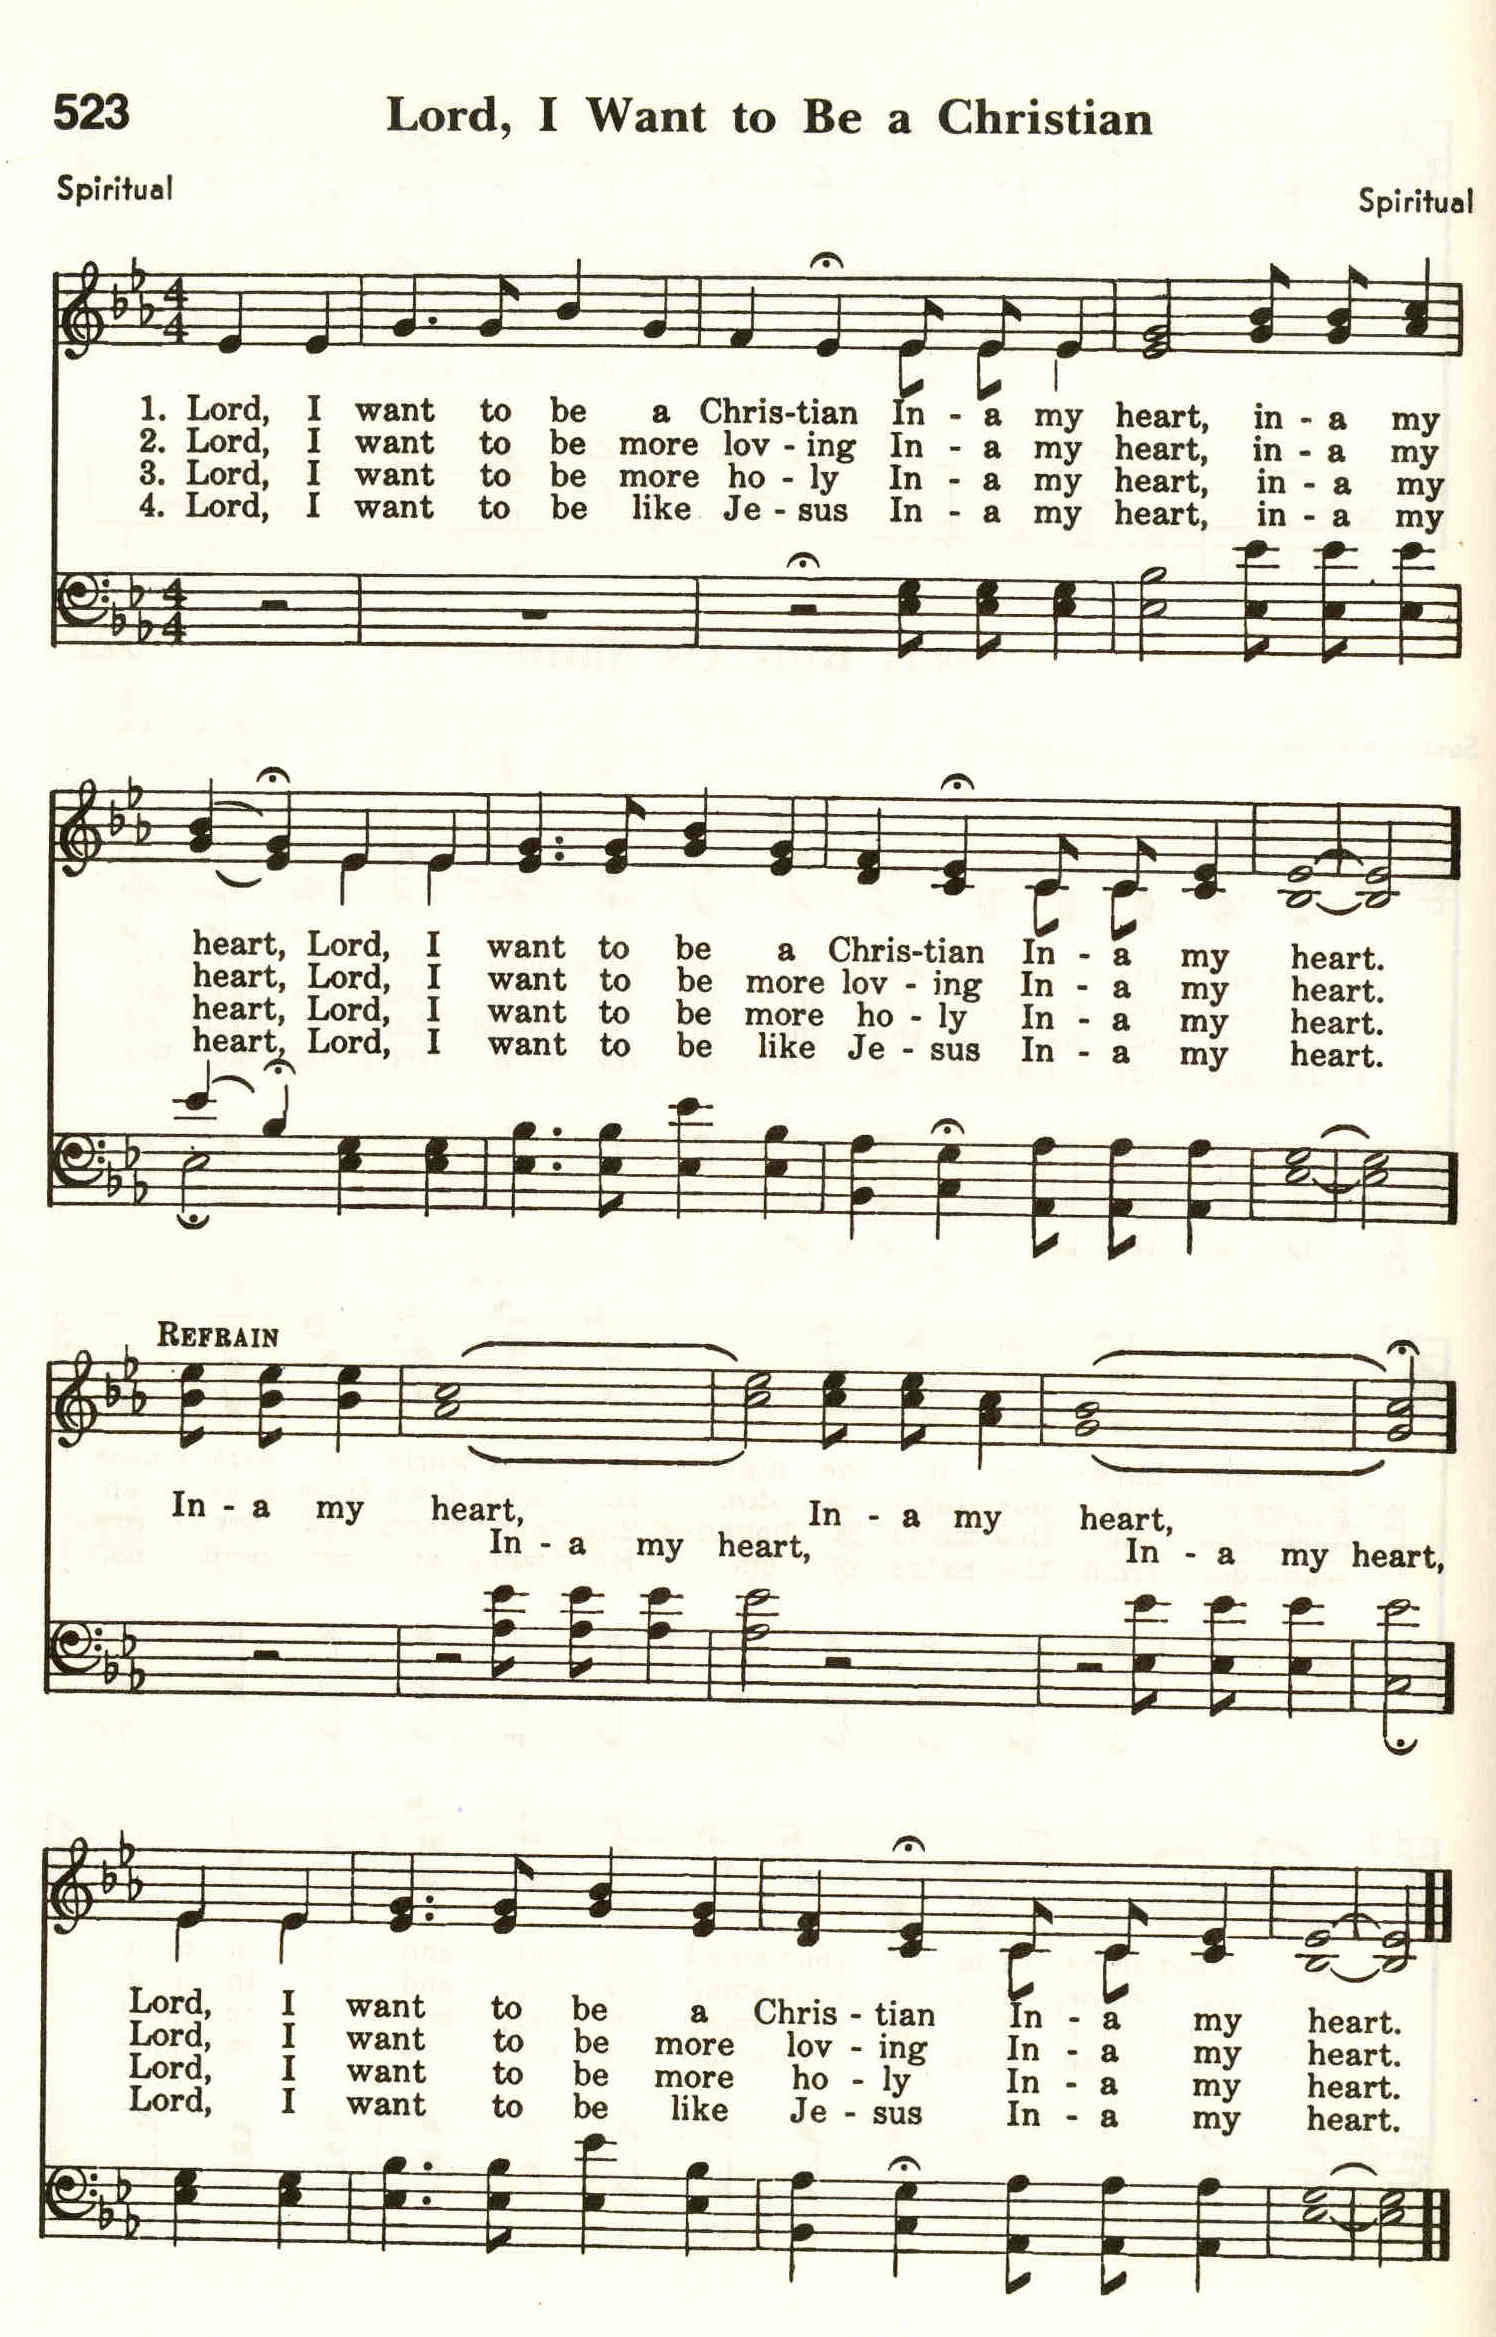 523
Lord, I Want to Be a Christian
Spiritual
Spiritual
1. Lord, I want to be a Chris-tian In - a my heart, in - a my
2. Lord, I want to be more lov - ing In - a my heart, in - a my
3. Lord, I want to be more ho - ly In - a my heart, in - a my
4. Lord, I want to be like Je - sus In - a my heart, in - a my
heart, Lord, I want to be a Chris-tian In - a my heart.
heart, Lord, I want to be more lov - ing In - a my heart.
heart, Lord, I want to be more ho - ly In - a my heart.
heart, Lord, I want to be like Je - sus In - a my heart.
REFRAIN
In - a my heart, In - a my heart,
In - a my heart, In - a my heart,
Lord, I want to be a Chris - tian In - a my heart.
Lord, I want to be more lov - ing In - a my heart.
Lord, I want to be more ho - ly In - a my heart.
Lord, I want to be like Je - sus In - a my heart.